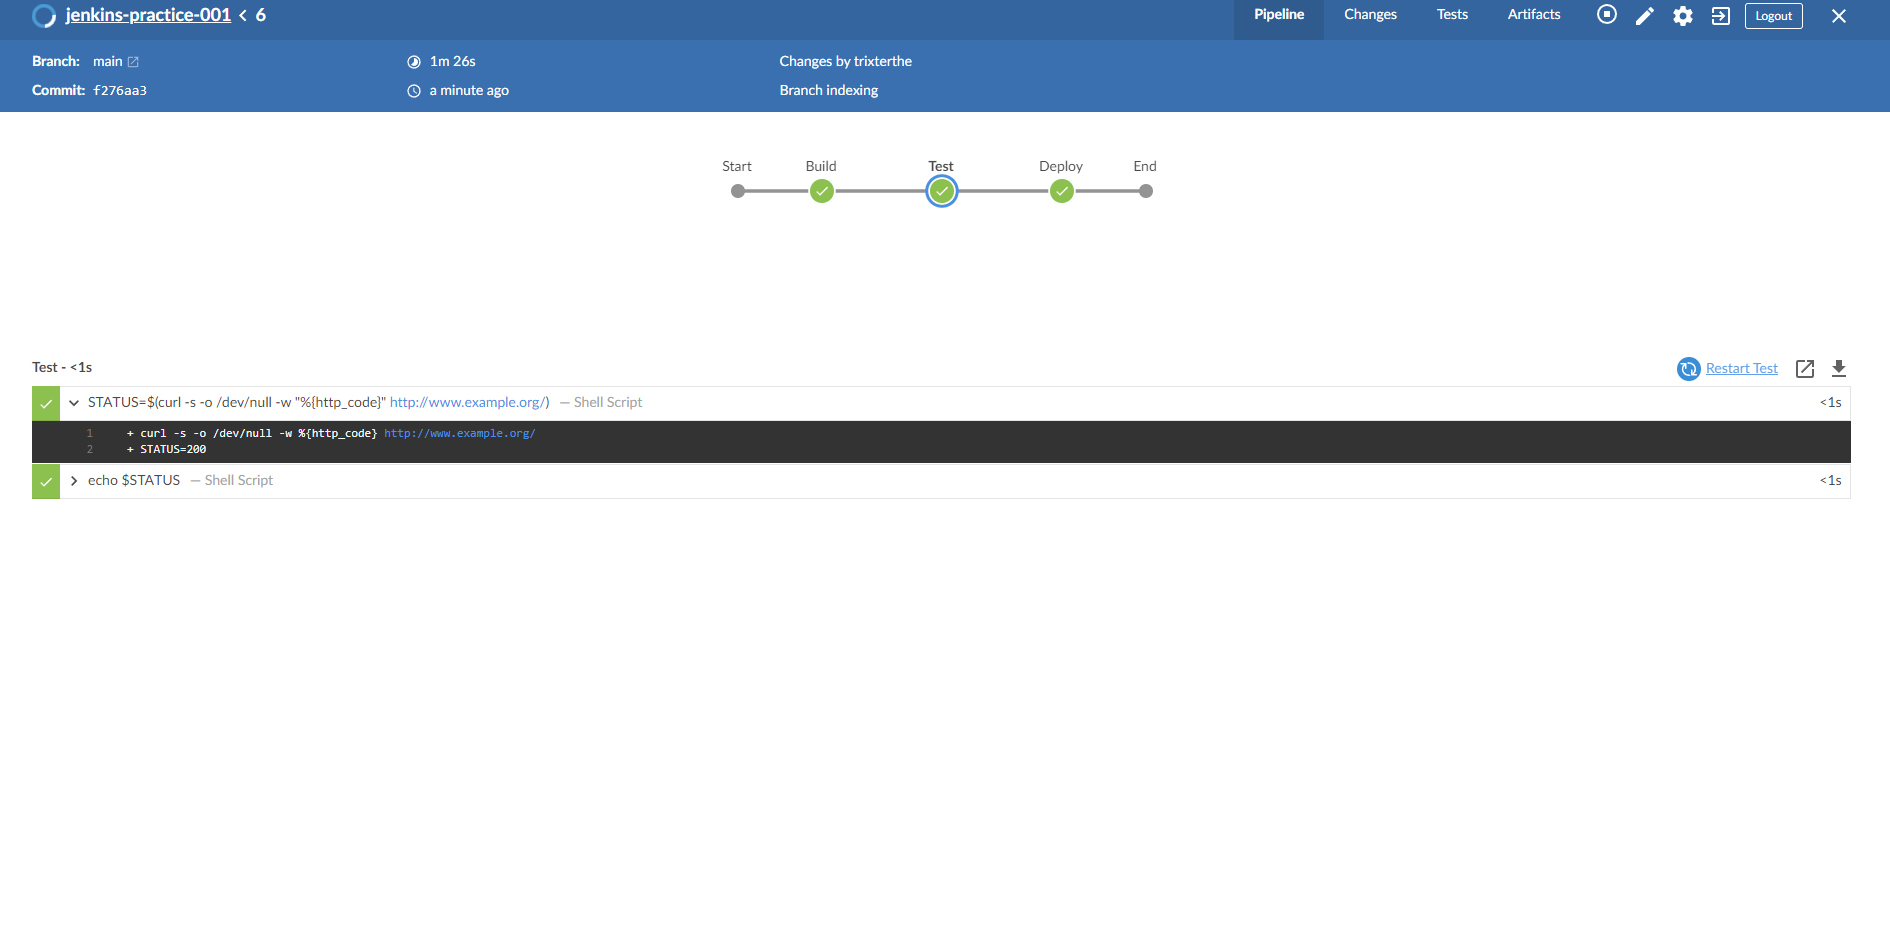 jenkins-practice-001 < 6
Pipeline Changes Tests Artifacts Logout
Branch: main 1m 26s Changes by trixterthe
Commit: f276aa3 a minute ago Branch indexing
Start Build Test Deploy End
Test - <1s Restart Test
STATUS=$(curl -s -o /dev/null -w "%{http_code}" http://www.example.org/) — Shell Script <1s
1 + curl -s -o /dev/null -w %{http_code} http://www.example.org/
2 + STATUS=200
echo $STATUS — Shell Script <1s